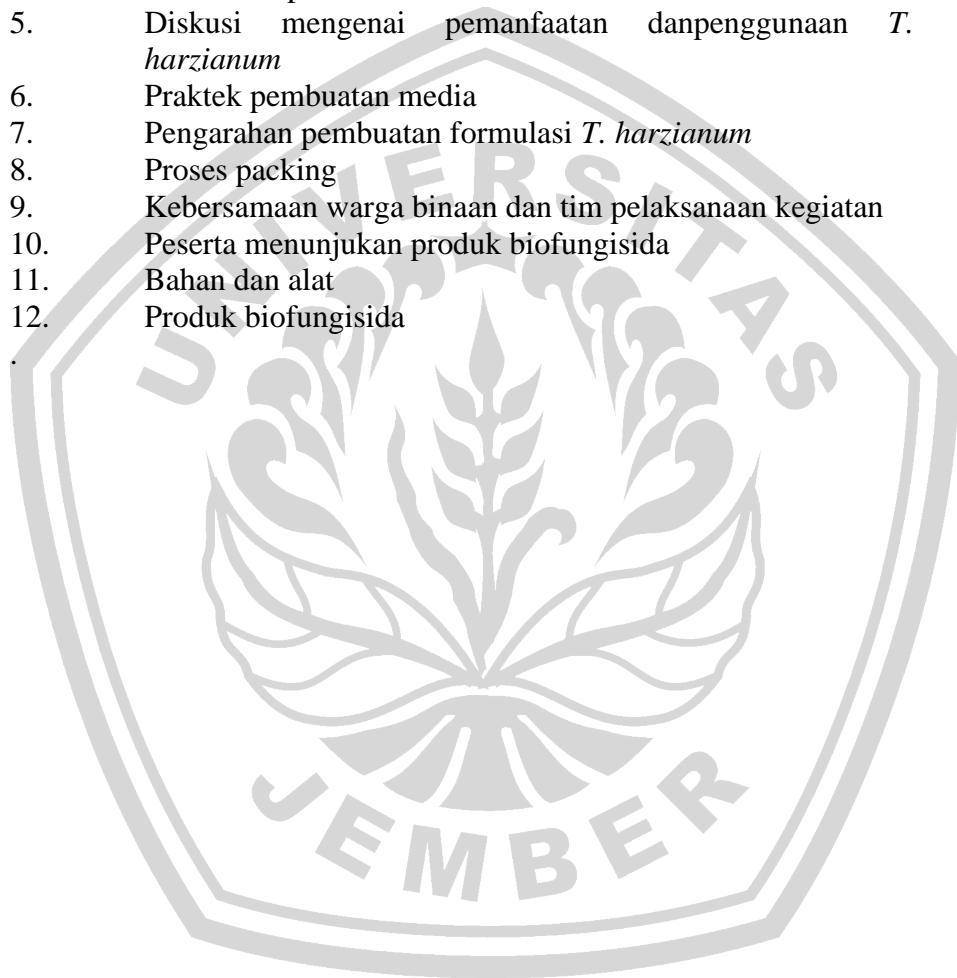 5. Diskusi mengenai pemanfaatan danpenggunaan T.
harzianum
6. Praktek pembuatan media
7. Pengarahan pembuatan formulasi T. harzianum
8. Proses packing
9. Kebersamaan warga binaan dan tim pelaksanaan kegiatan
10. Peserta menunjukan produk biofungisida
11. Bahan dan alat
12. Produk biofungisida
.
UNIVERSITAS
JEMBER